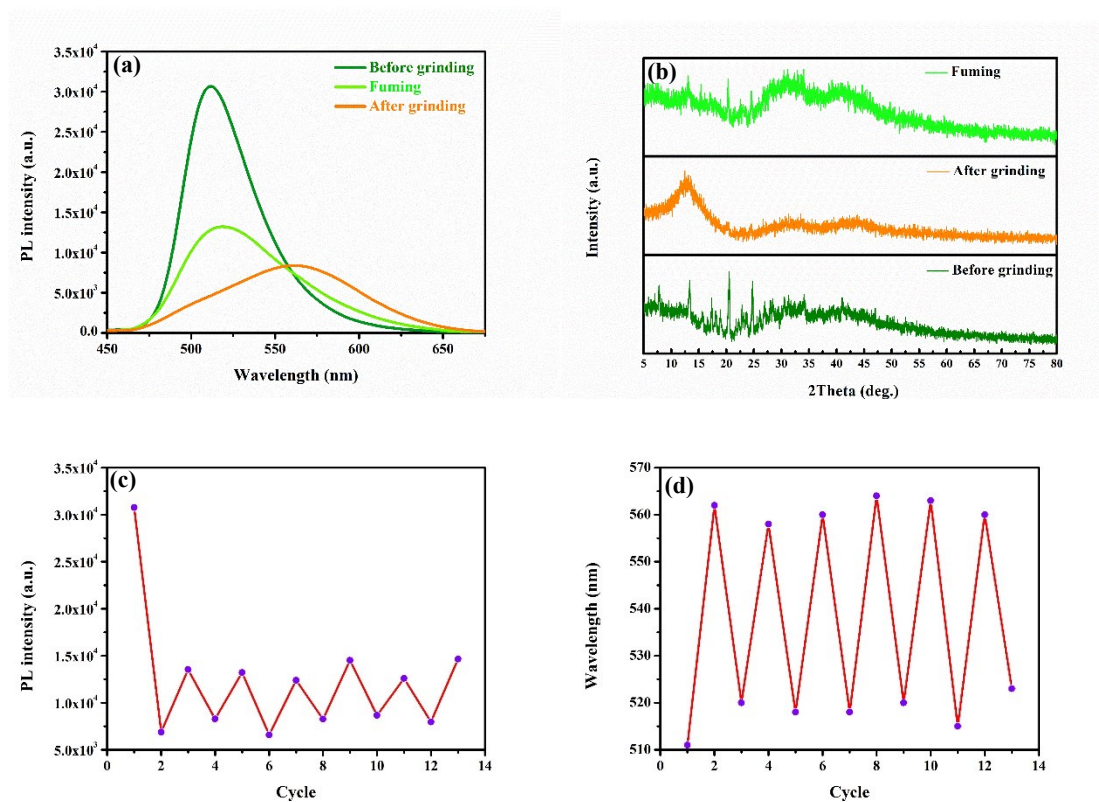 (a)
Before grinding
Fuming
After grinding
3.5x10⁴
3.0x10⁴
2.5x10⁴
2.0x10⁴
1.5x10⁴
1.0x10⁴
5.0x10³
0.0
PL intensity (a.u.)
450 500 550 600 650
Wavelength (nm)
(b)
Fuming
After grinding
Before grinding
Intensity (a.u.)
5 10 15 20 25 30 35 40 45 50 55 60 65 70 75 80
2Theta (deg.)
(c)
3.5x10⁴
3.0x10⁴
2.5x10⁴
2.0x10⁴
1.5x10⁴
1.0x10⁴
5.0x10³
PL intensity (a.u.)
0 2 4 6 8 10 12 14
Cycle
(d)
570
560
550
540
530
520
510
Wavelength (nm)
0 2 4 6 8 10 12 14
Cycle